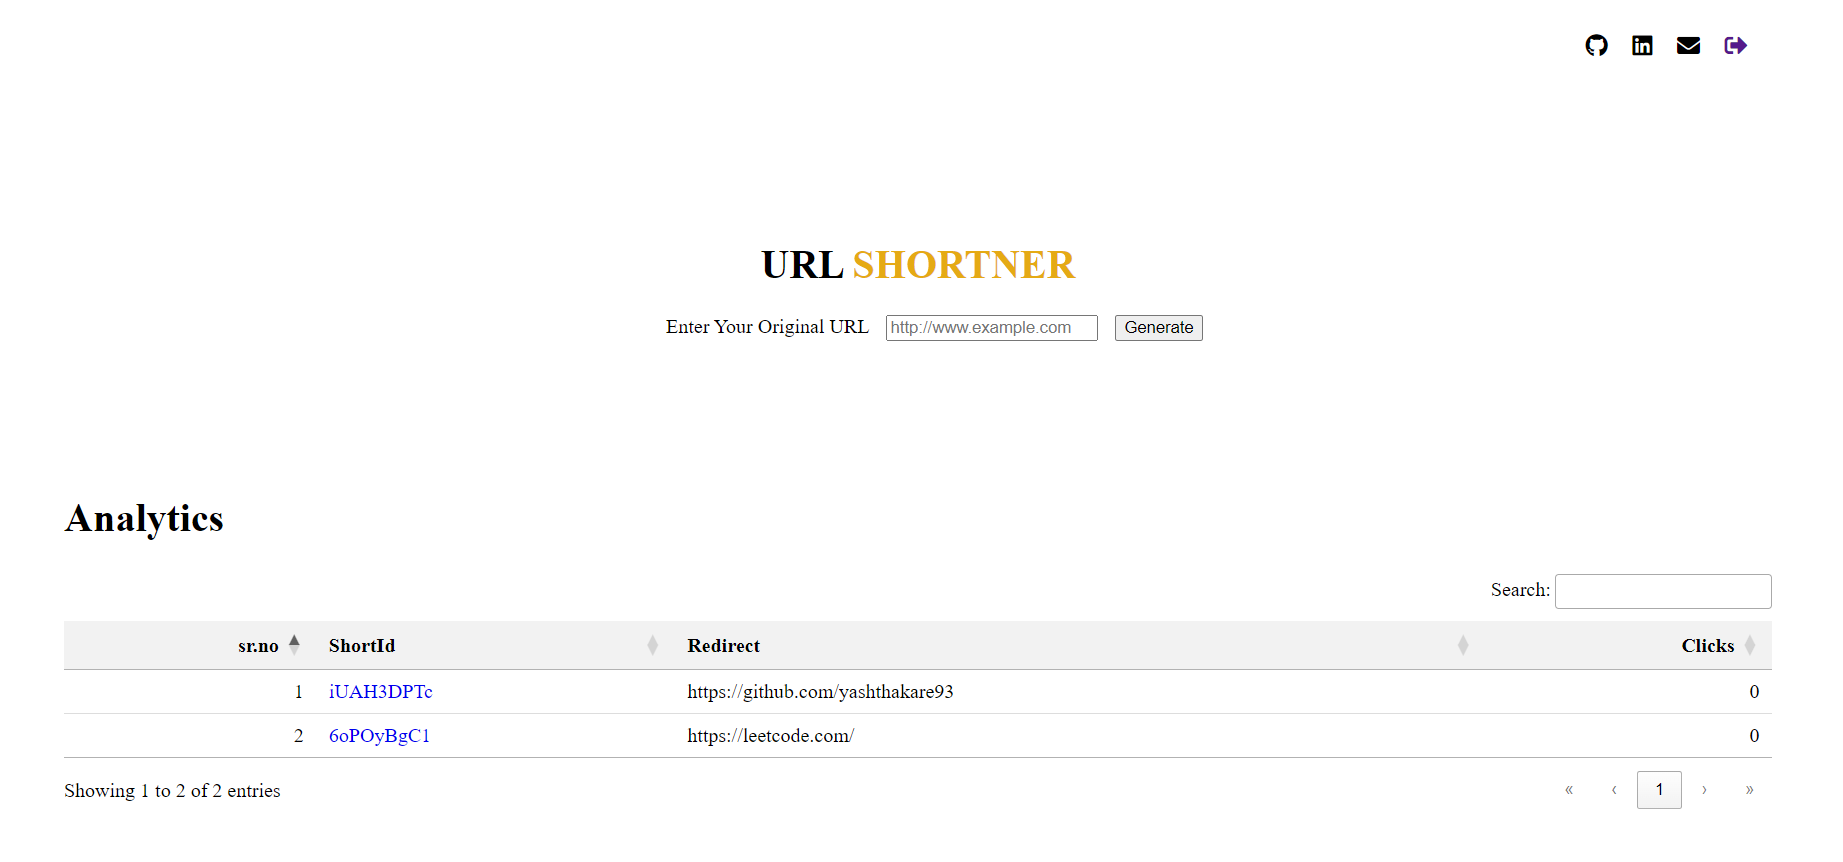 URL SHORTNER
Enter Your Original URL http://www.example.com Generate
Analytics
Search:
sr.no ShortId Redirect Clicks
1 iUAH3DPTc https://github.com/yashthakare93 0
2 6oPOyBgC1 https://leetcode.com/ 0
Showing 1 to 2 of 2 entries « ‹ 1 › »